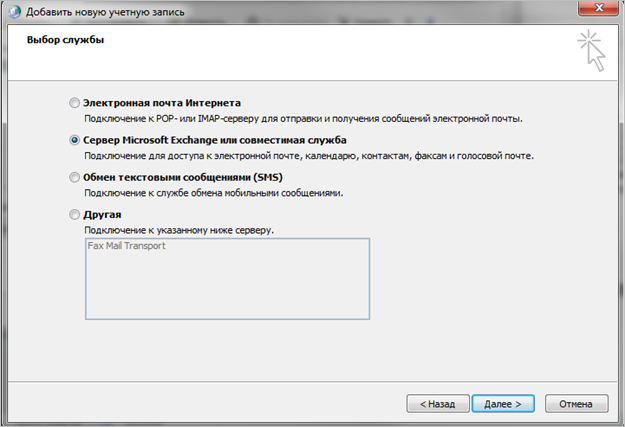 Добавить новую учетную запись
Выбор службы
Электронная почта Интернета
Подключение к POP- или IMAP-серверу для отправки и получения сообщений электронной почты.
Сервер Microsoft Exchange или совместимая служба
Подключение для доступа к электронной почте, календарю, контактам, факсам и голосовой почте.
Обмен текстовыми сообщениями (SMS)
Подключение к службе обмена мобильными сообщениями.
Другая
Подключение к указанному ниже серверу.
Fax Mail Transport
< Назад Далее > Отмена